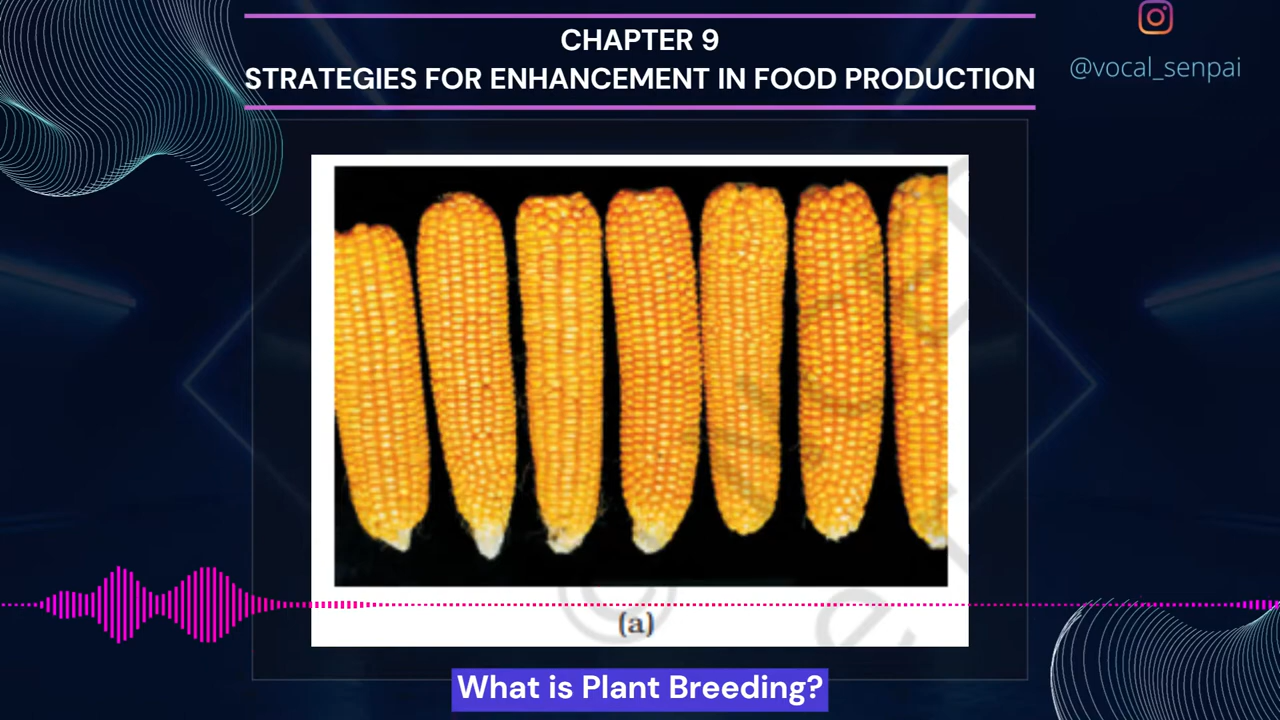 CHAPTER 9
STRATEGIES FOR ENHANCEMENT IN FOOD PRODUCTION
@vocal_senpai
(a)
What is Plant Breeding?